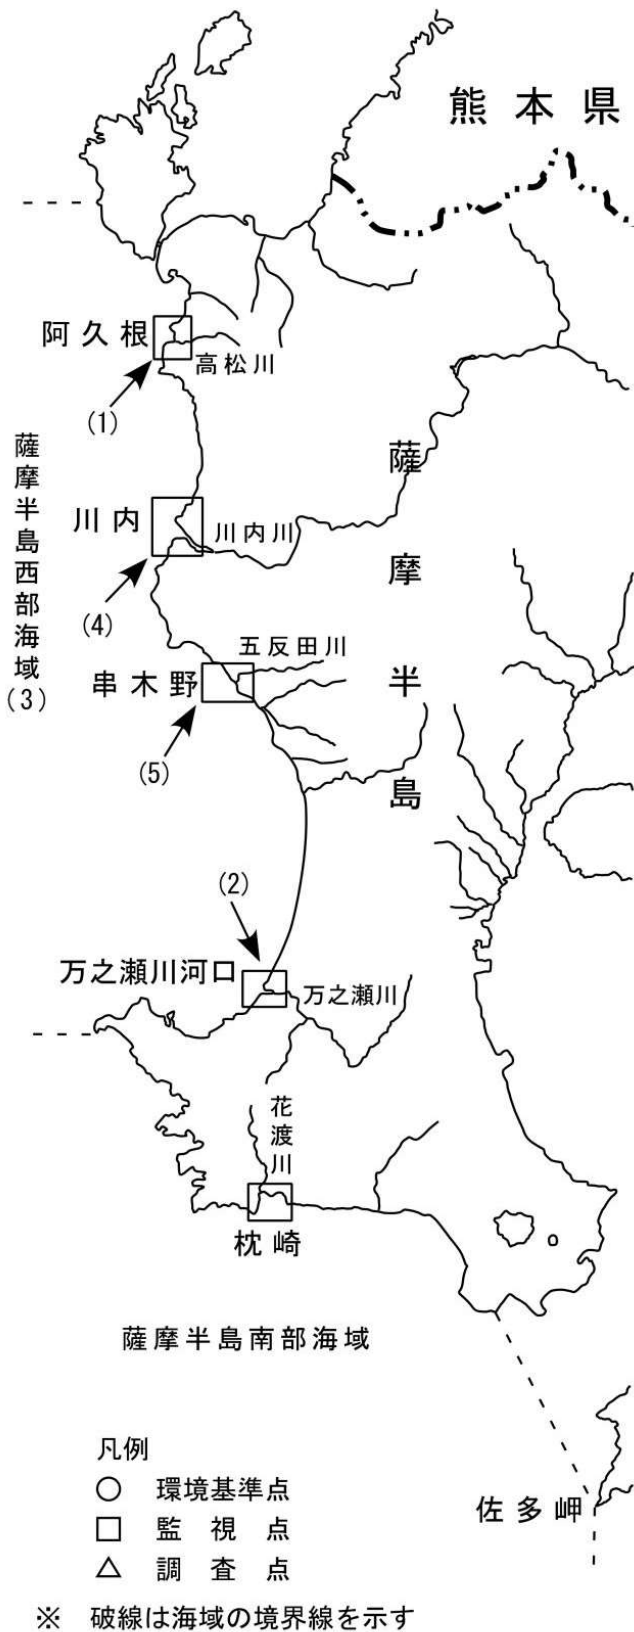 熊本県
阿久根
高松川
(1)
薩摩半島西部海域
(3)
川内
川内川
(4)
薩摩半島
五反田川
串木野
(5)
(2)
万之瀬川河口
万之瀬川
花渡川
枕崎
薩摩半島南部海域
佐多岬
凡例
○ 環境基準点
□ 監視点
△ 調査点
※ 破線は海域の境界線を示す